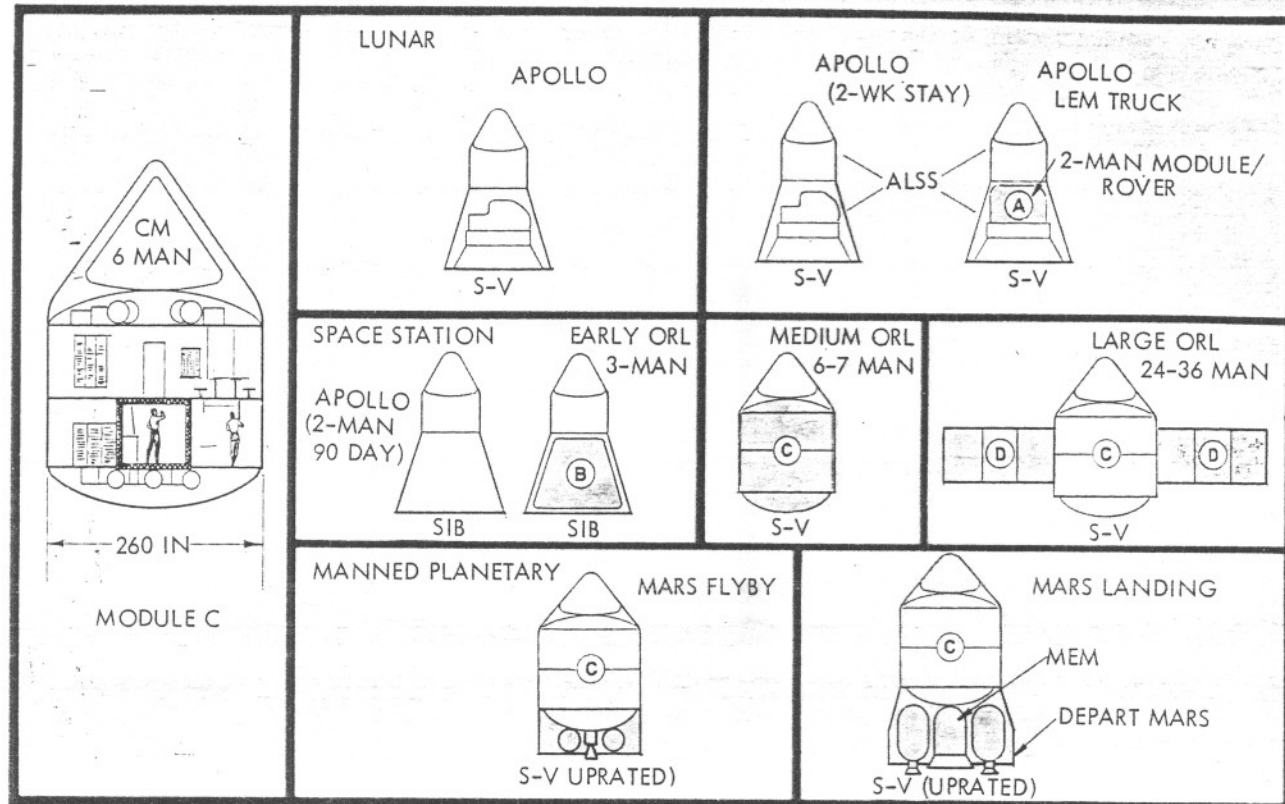 CM
6 MAN
260 IN
MODULE C
LUNAR
APOLLO
S-V
APOLLO
(2-WK STAY)
APOLLO
LEM TRUCK
ALSS
2-MAN MODULE/
ROVER
A
S-V
S-V
SPACE STATION
EARLY ORL
3-MAN
APOLLO
(2-MAN
90 DAY)
B
SIB
SIB
MEDIUM ORL
6-7 MAN
C
S-V
LARGE ORL
24-36 MAN
D
C
D
S-V
MANNED PLANETARY
MARS FLYBY
C
S-V UPRATED)
MARS LANDING
C
MEM
DEPART MARS
S-V (UPRATED)